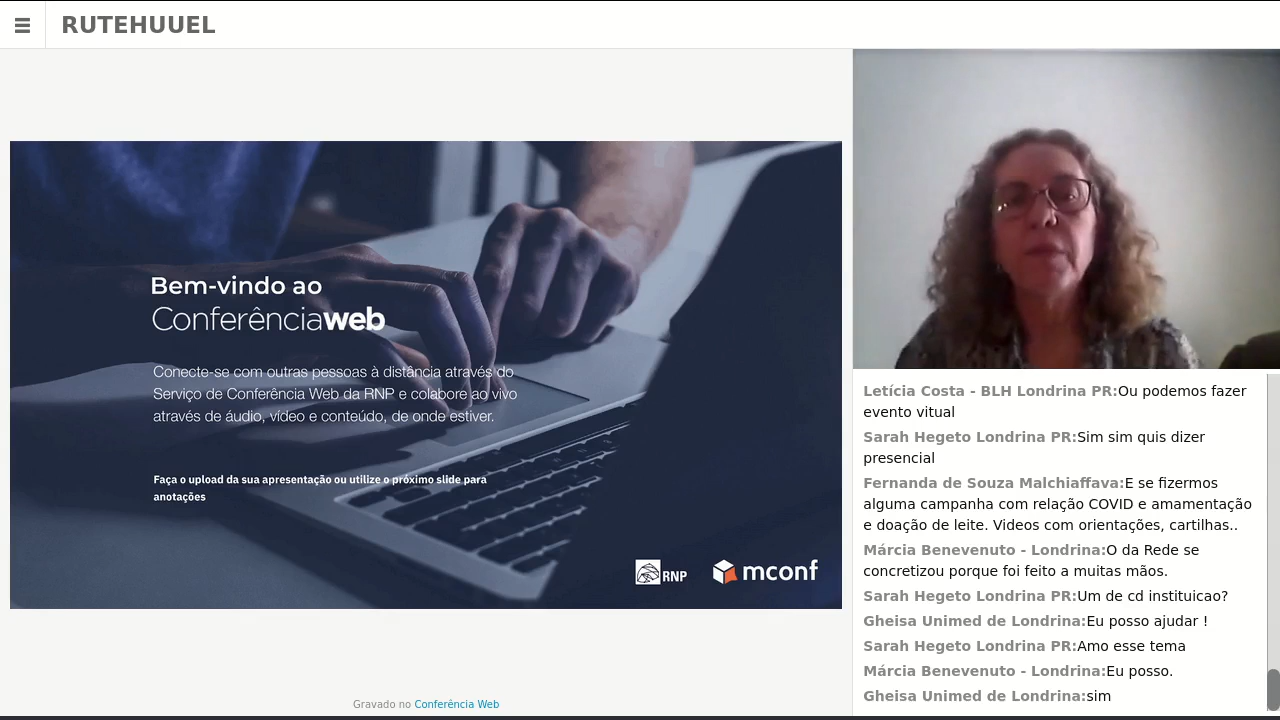 RUTEHUUEL
Bem-vindo ao
Conferênciaweb
Conecte-se com outras pessoas à distância através do
Serviço de Conferência Web da RNP e colabore ao vivo
através de áudio, vídeo e conteúdo, de onde estiver.
Faça o upload da sua apresentação ou utilize o próximo slide para
anotações
RNP
mconf
Gravado no Conferência Web
Letícia Costa - BLH Londrina PR:Ou podemos fazer
evento vitual
Sarah Hegeto Londrina PR:Sim sim quis dizer
presencial
Fernanda de Souza Malchiaffava:E se fizermos
alguma campanha com relação COVID e amamentação
e doação de leite. Videos com orientações, cartilhas..
Márcia Benevenuto - Londrina:O da Rede se
concretizou porque foi feito a muitas mãos.
Sarah Hegeto Londrina PR:Um de cd instituicao?
Gheisa Unimed de Londrina:Eu posso ajudar !
Sarah Hegeto Londrina PR:Amo esse tema
Márcia Benevenuto - Londrina:Eu posso.
Gheisa Unimed de Londrina:sim